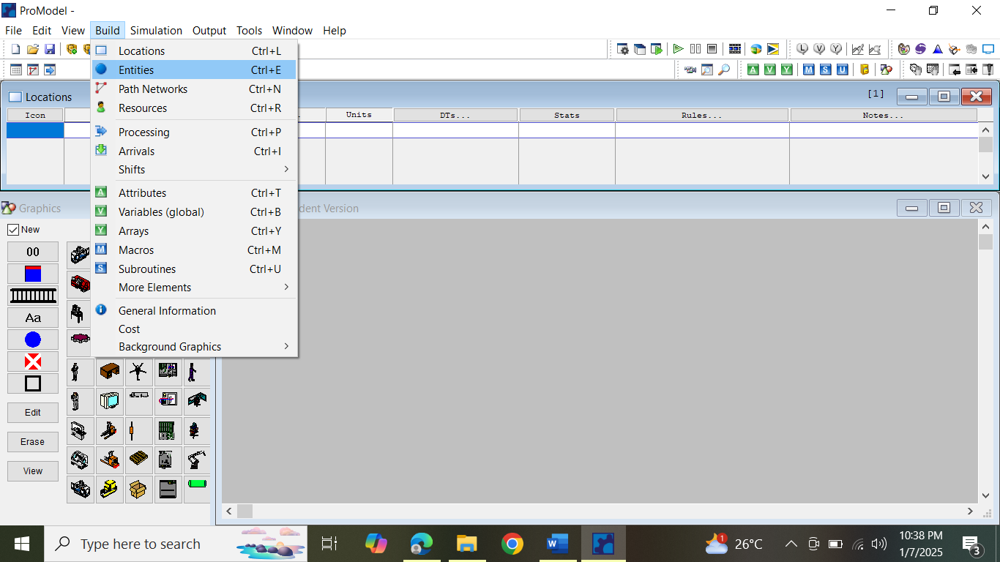 ProModel -
File Edit View Build Simulation Output Tools Window Help
Locations Ctrl+L
Entities Ctrl+E
Path Networks Ctrl+N
Resources Ctrl+R
Processing Ctrl+P
Arrivals Ctrl+I
Shifts
Attributes Ctrl+T
Variables (global) Ctrl+B
Arrays Ctrl+Y
Macros Ctrl+M
Subroutines Ctrl+U
More Elements
General Information
Cost
Background Graphics
L V Y
A V Y M S U
Locations [1]
Icon Units DTs... Stats Rules... Notes...
Graphics
dent Version
New
00
Aa
Edit
Erase
View
Type here to search
1 26°C
10:38 PM
1/7/2025
3